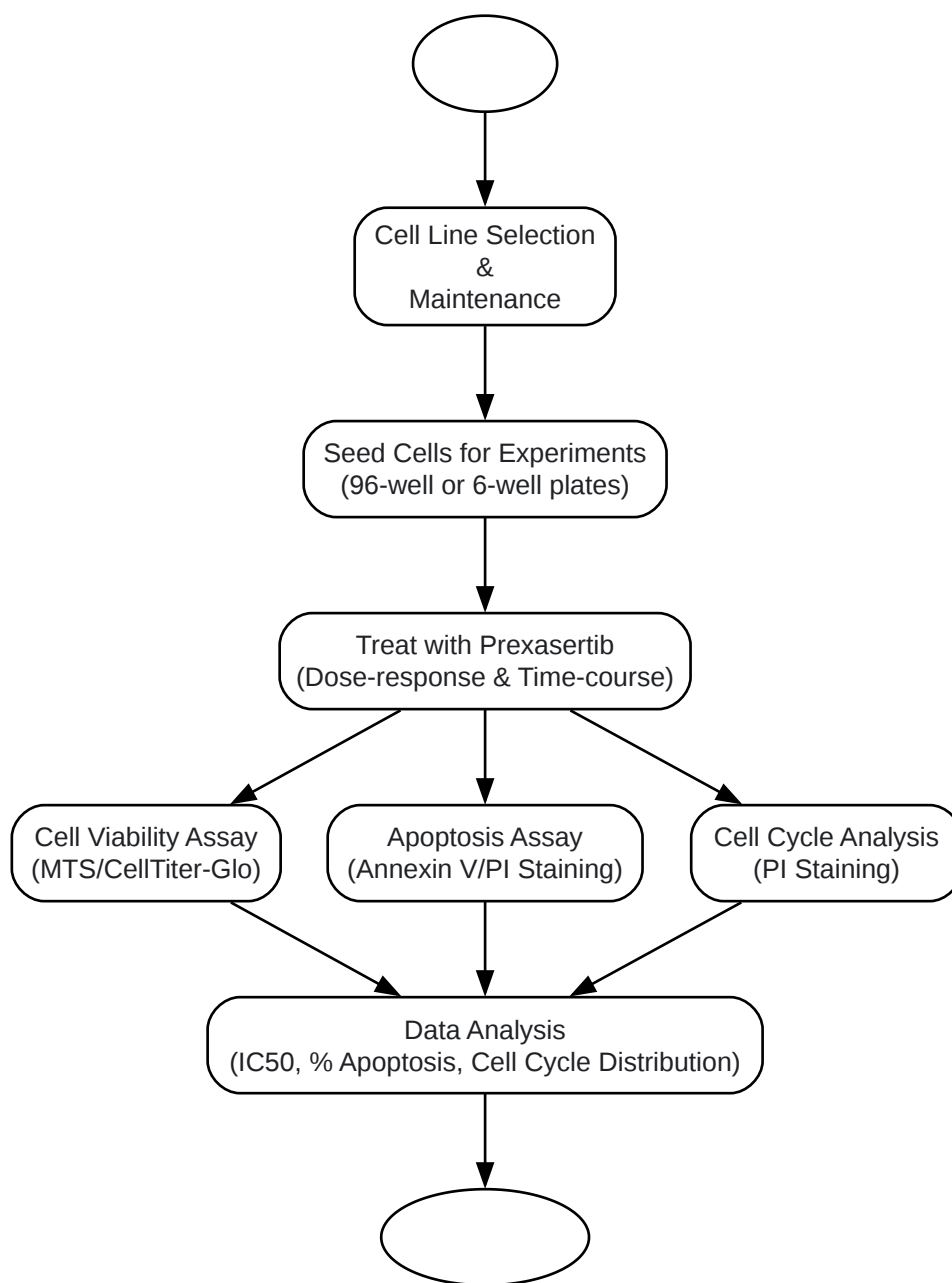 Cell Line Selection
&
Maintenance
Seed Cells for Experiments
(96-well or 6-well plates)
Treat with Prexasertib
(Dose-response & Time-course)
Cell Viability Assay
(MTS/CellTiter-Glo)
Apoptosis Assay
(Annexin V/PI Staining)
Cell Cycle Analysis
(PI Staining)
Data Analysis
(IC50, % Apoptosis, Cell Cycle Distribution)